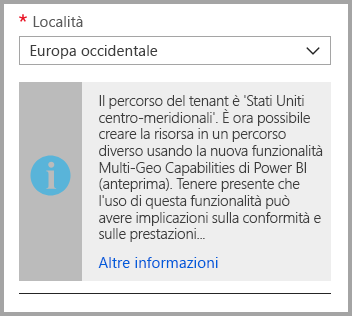 * Località
Europa occidentale
Il percorso del tenant è 'Stati Uniti
centro-meridionali'. È ora possibile
creare la risorsa in un percorso
diverso usando la nuova funzionalità
Multi-Geo Capabilities di Power BI
(anteprima). Tenere presente che
l'uso di questa funzionalità può
avere implicazioni sulla conformità e
sulle prestazioni...
Altre informazioni